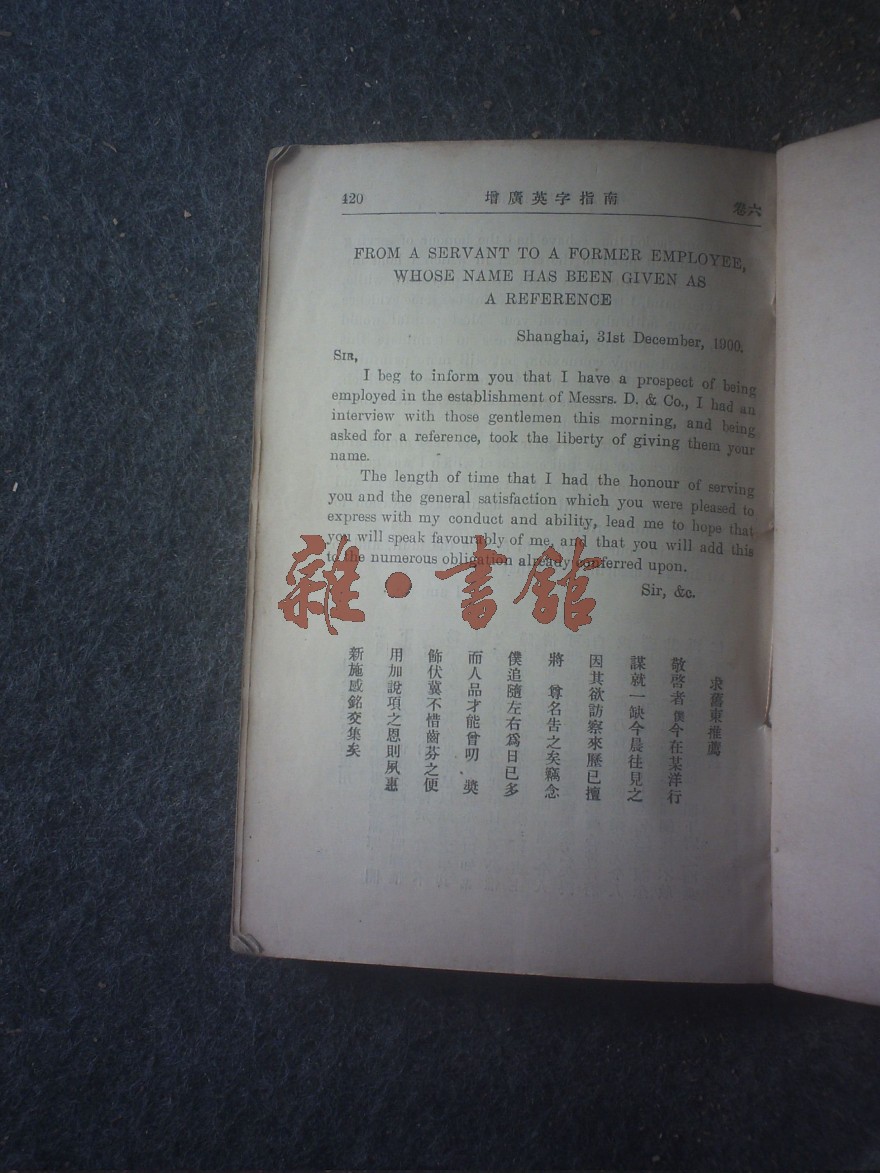 420 增廣英字指南 卷六
FROM A SERVANT TO A FORMER EMPLOYEE,
WHOSE NAME HAS BEEN GIVEN AS
A REFERENCE
Shanghai, 31st December, 1900.
SIR,
I beg to inform you that I have a prospect of being
employed in the establishment of Messrs. D. & Co., I had an
interview with those gentlemen this morning, and being
asked for a reference, took the liberty of giving them your
name.
The length of time that I had the honour of serving
you and the general satisfaction which you were pleased to
express with my conduct and ability, lead me to hope that
you will speak favourably of me, and that you will add this
to the numerous obligation already conferred upon.
Sir, &c.
雜·書館
求舊東推薦
敬啓者僕今在某洋行
謀就一缺今晨往見之
因其欲訪察來歷已擅
將 尊名告之矣竊念
僕追隨左右爲日已多
而人品才能曾叨 獎
飾伏冀不惜齒芬之便
用加說項之恩則夙惠
新施感銘交集矣